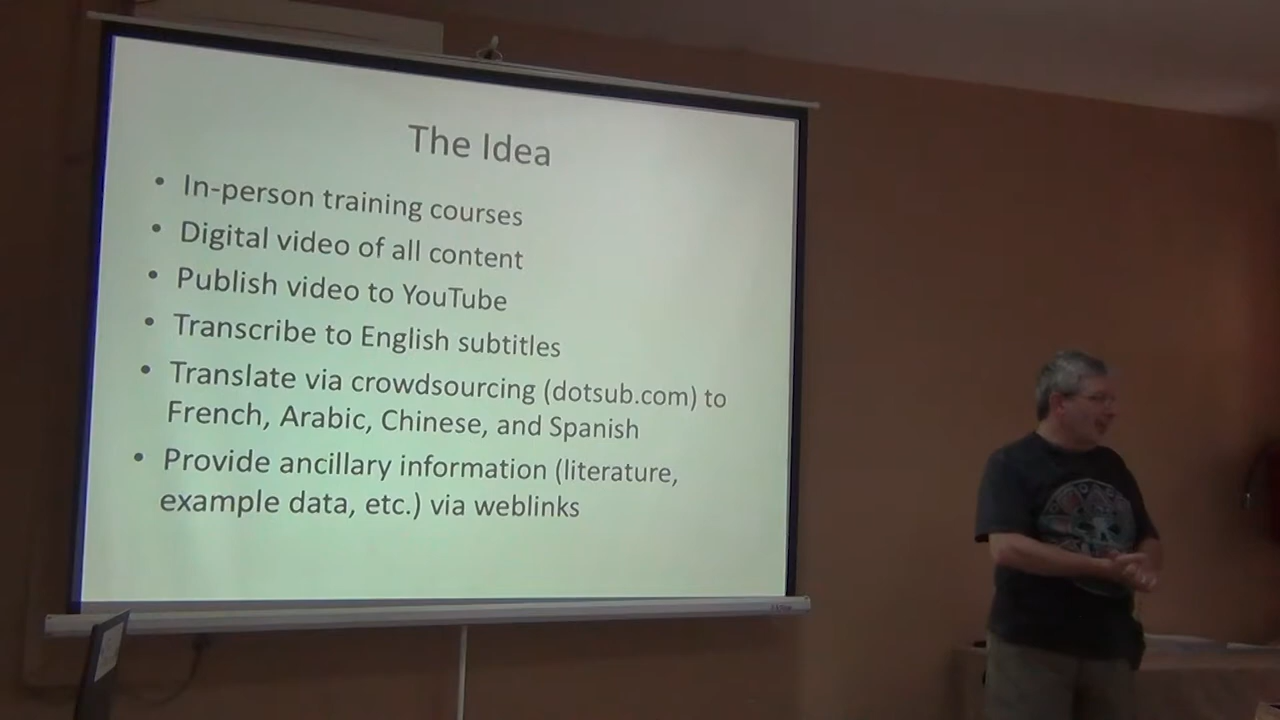 The Idea
• In-person training courses
• Digital video of all content
• Publish video to YouTube
• Transcribe to English subtitles
• Translate via crowdsourcing (dotsub.com) to
French, Arabic, Chinese, and Spanish
• Provide ancillary information (literature,
example data, etc.) via weblinks